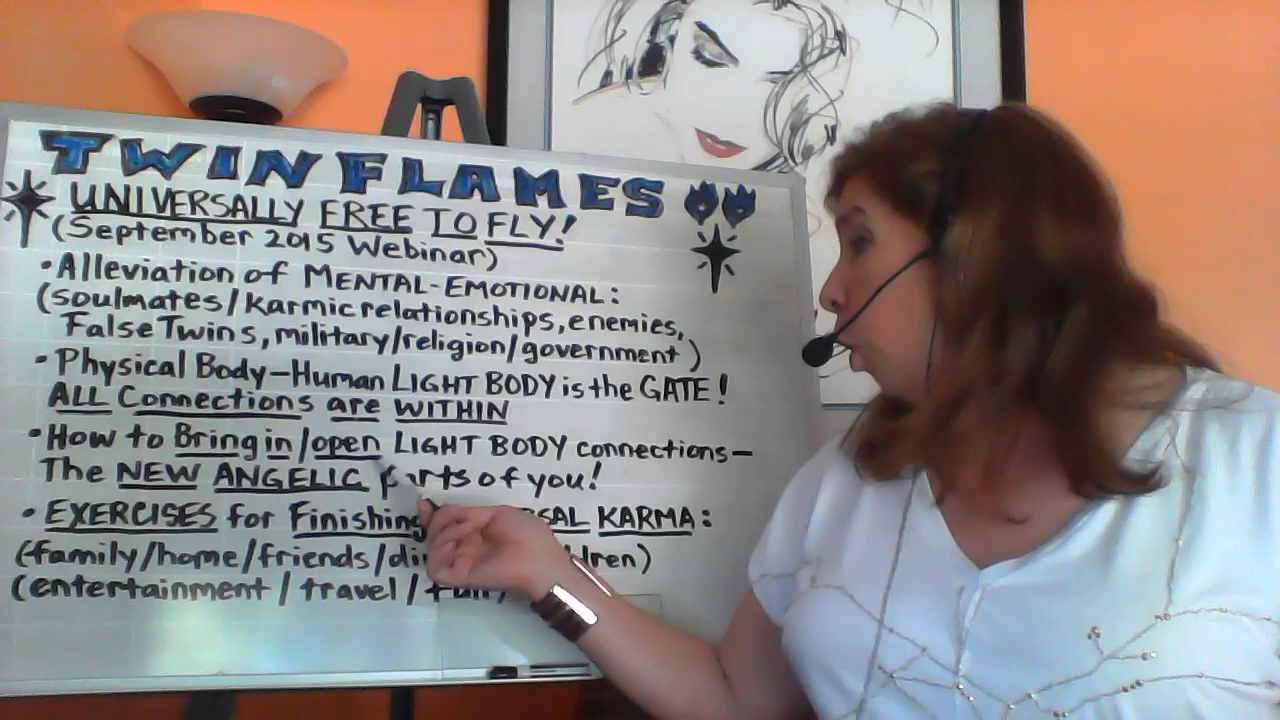 TWIN FLAMES
UNIVERSALLY FREE TO FLY!
(September 2015 Webinar)
• Alleviation of MENTAL-EMOTIONAL:
(soulmates/karmic relationships, enemies,
False Twins, military/religion/government)
• Physical Body-Human LIGHT BODY is the GATE!
ALL Connections are WITHIN
• How to Bring in/open LIGHT BODY connections-
The NEW ANGELIC parts of you!
• EXERCISES for Finishing KARMA:
(family/home/friends/
(entertainment/travel/fun)